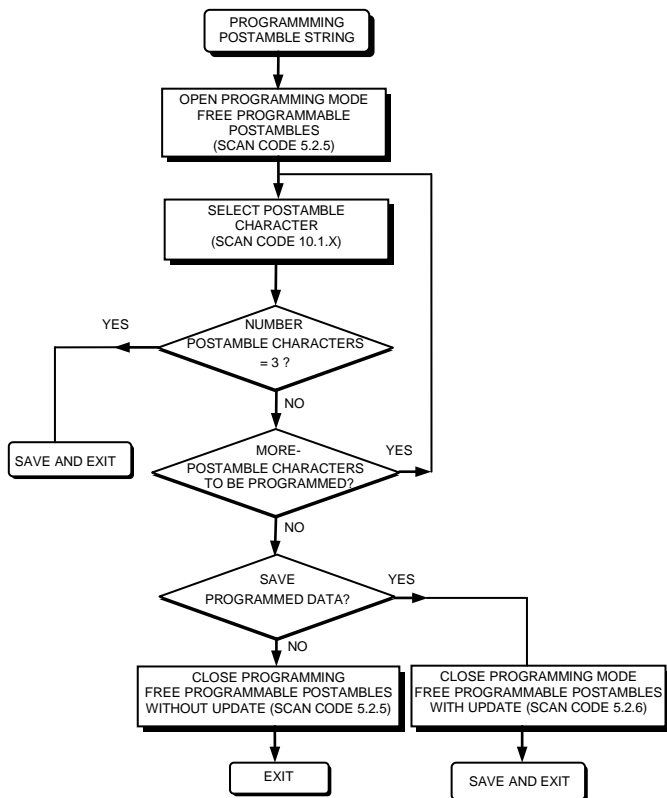 PROGRAMMMING
POSTAMBLE STRING
OPEN PROGRAMMING MODE
FREE PROGRAMMABLE
POSTAMBLES
(SCAN CODE 5.2.5)
SELECT POSTAMBLE
CHARACTER
(SCAN CODE 10.1.X)
YES
NUMBER
POSTAMBLE CHARACTERS
= 3 ?
NO
SAVE AND EXIT
MORE-
POSTAMBLE CHARACTERS
TO BE PROGRAMMED?
YES
NO
SAVE
PROGRAMMED DATA?
YES
NO
CLOSE PROGRAMMING
FREE PROGRAMMABLE POSTAMBLES
WITHOUT UPDATE (SCAN CODE 5.2.5)
CLOSE PROGRAMMING MODE
FREE PROGRAMMABLE POSTAMBLES
WITH UPDATE (SCAN CODE 5.2.6)
EXIT
SAVE AND EXIT